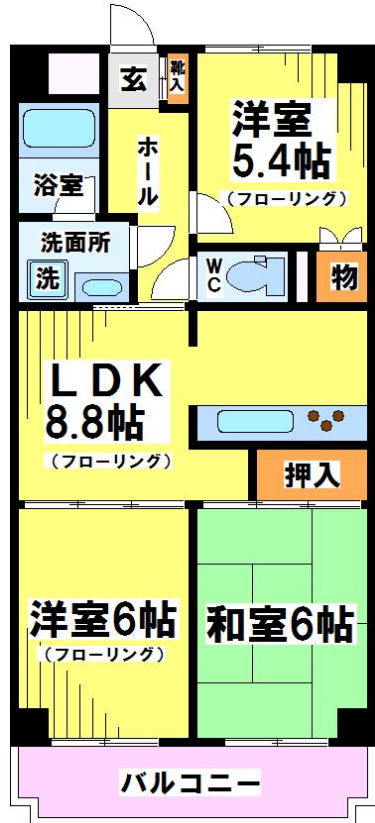 玄
靴入
洋室
5.4帖
(フローリング)
ホール
浴室
洗面所
洗
WC
物
LDK
8.8帖
(フローリング)
押入
洋室6帖
(フローリング)
和室6帖
バルコニー